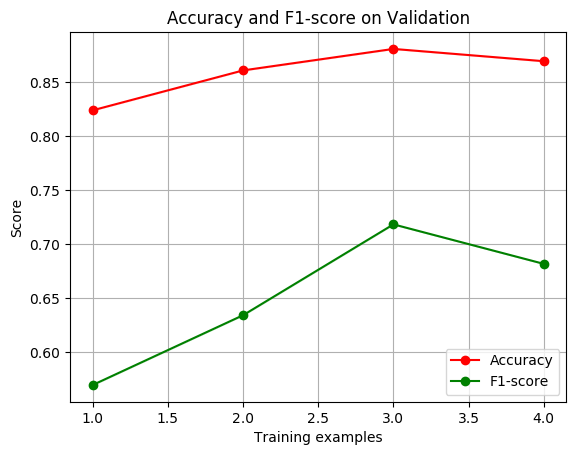 Accuracy and F1-score on Validation
Score
0.85
0.80
0.75
0.70
0.65
0.60
Accuracy
F1-score
1.0 1.5 2.0 2.5 3.0 3.5 4.0
Training examples